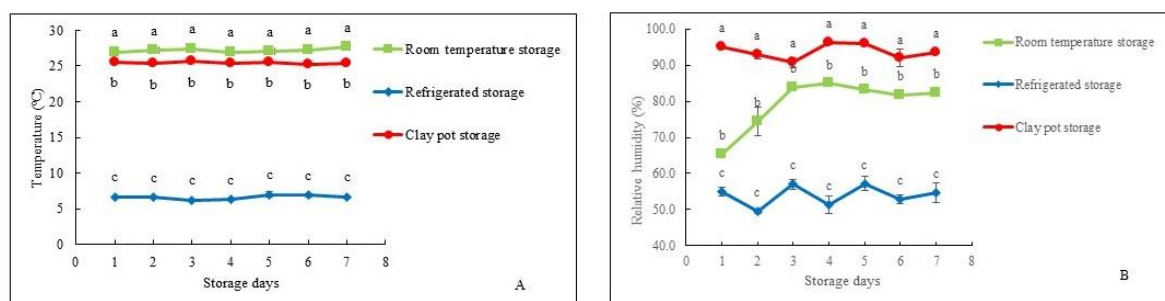 30
25
20
15
10
5
0
Temperature (ºC)
a a a a a a a
b b b b b b b
c c c c c c c
0 1 2 3 4 5 6 7 8
Storage days
Room temperature storage
Refrigerated storage
Clay pot storage
A
100.0
90.0
80.0
70.0
60.0
50.0
40.0
Relative humidity (%)
a a a a a a a
b b b b b b b
c c c c c c c
0 1 2 3 4 5 6 7 8
Storage days
Room temperature storage
Refrigerated storage
Clay pot storage
B